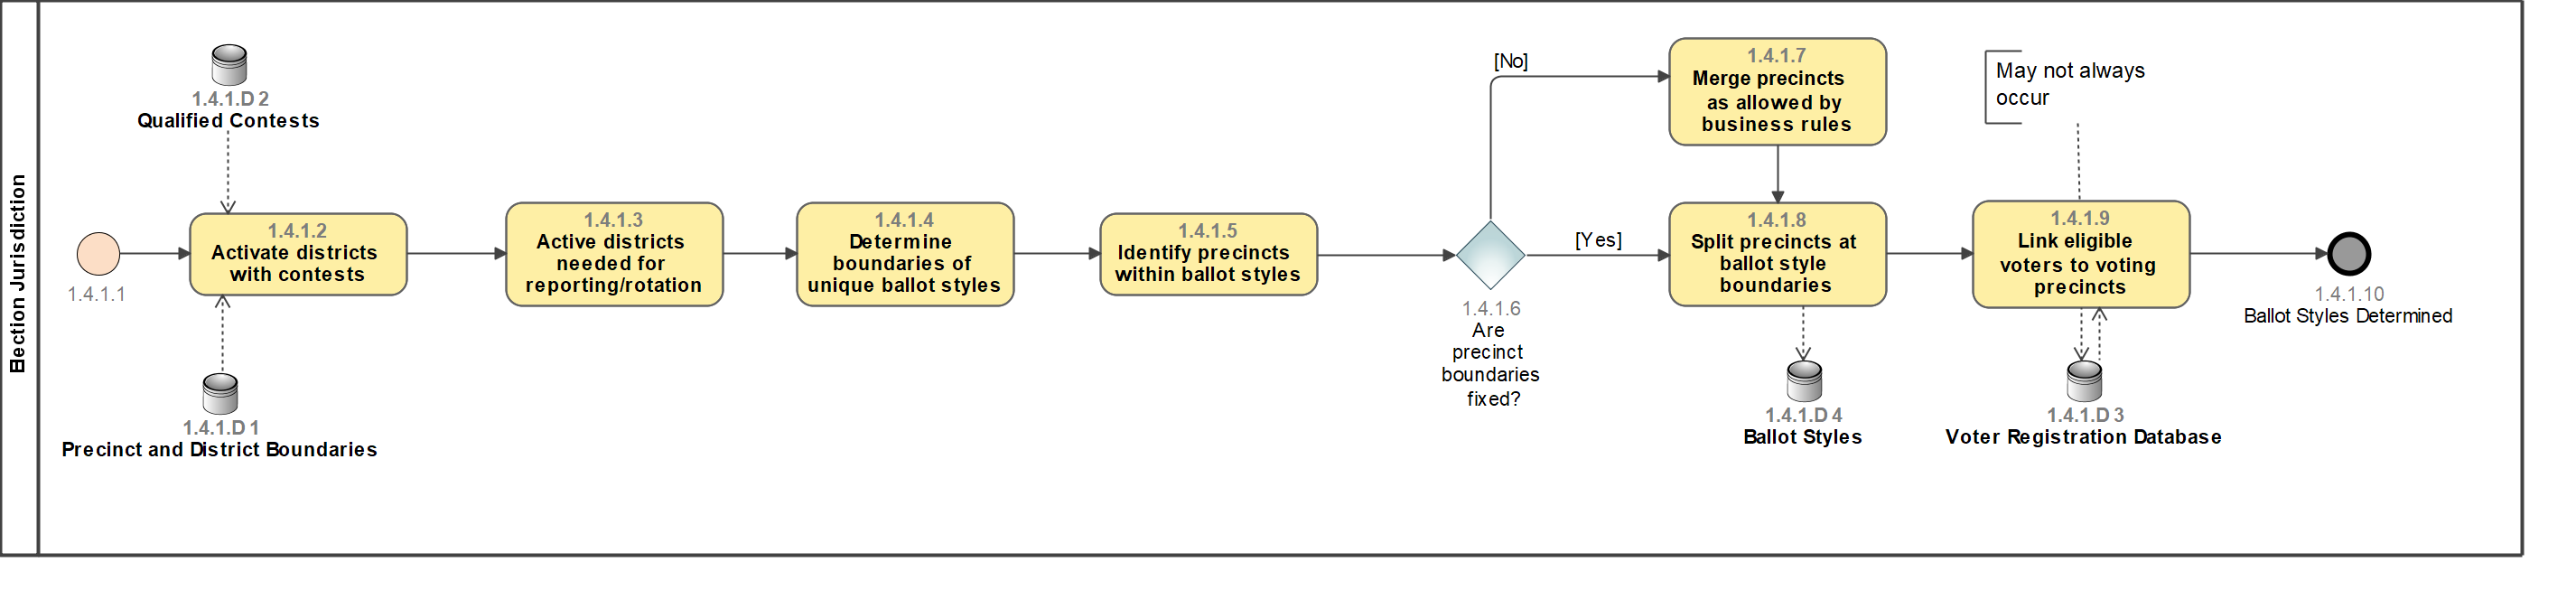 Election Jurisdiction
1.4.1.D 2
Qualified Contests
1.4.1.1
1.4.1.2
Activate districts
with contests
1.4.1.D 1
Precinct and District Boundaries
1.4.1.3
Active districts
needed for
reporting/rotation
1.4.1.4
Determine
boundaries of
unique ballot styles
1.4.1.5
Identify precincts
within ballot styles
1.4.1.6
Are
precinct
boundaries
fixed?
[No]
[Yes]
1.4.1.7
Merge precincts
as allowed by
business rules
1.4.1.8
Split precincts at
ballot style
boundaries
1.4.1.D 4
Ballot Styles
May not always
occur
1.4.1.9
Link eligible
voters to voting
precincts
1.4.1.D 3
Voter Registration Database
1.4.1.10
Ballot Styles Determined